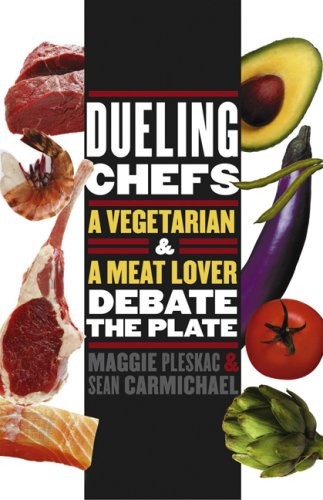 DUELING
CHEFS
A VEGETARIAN
&
A MEAT LOVER
DEBATE
THE PLATE
MAGGIE PLESKAC &
SEAN CARMICHAEL